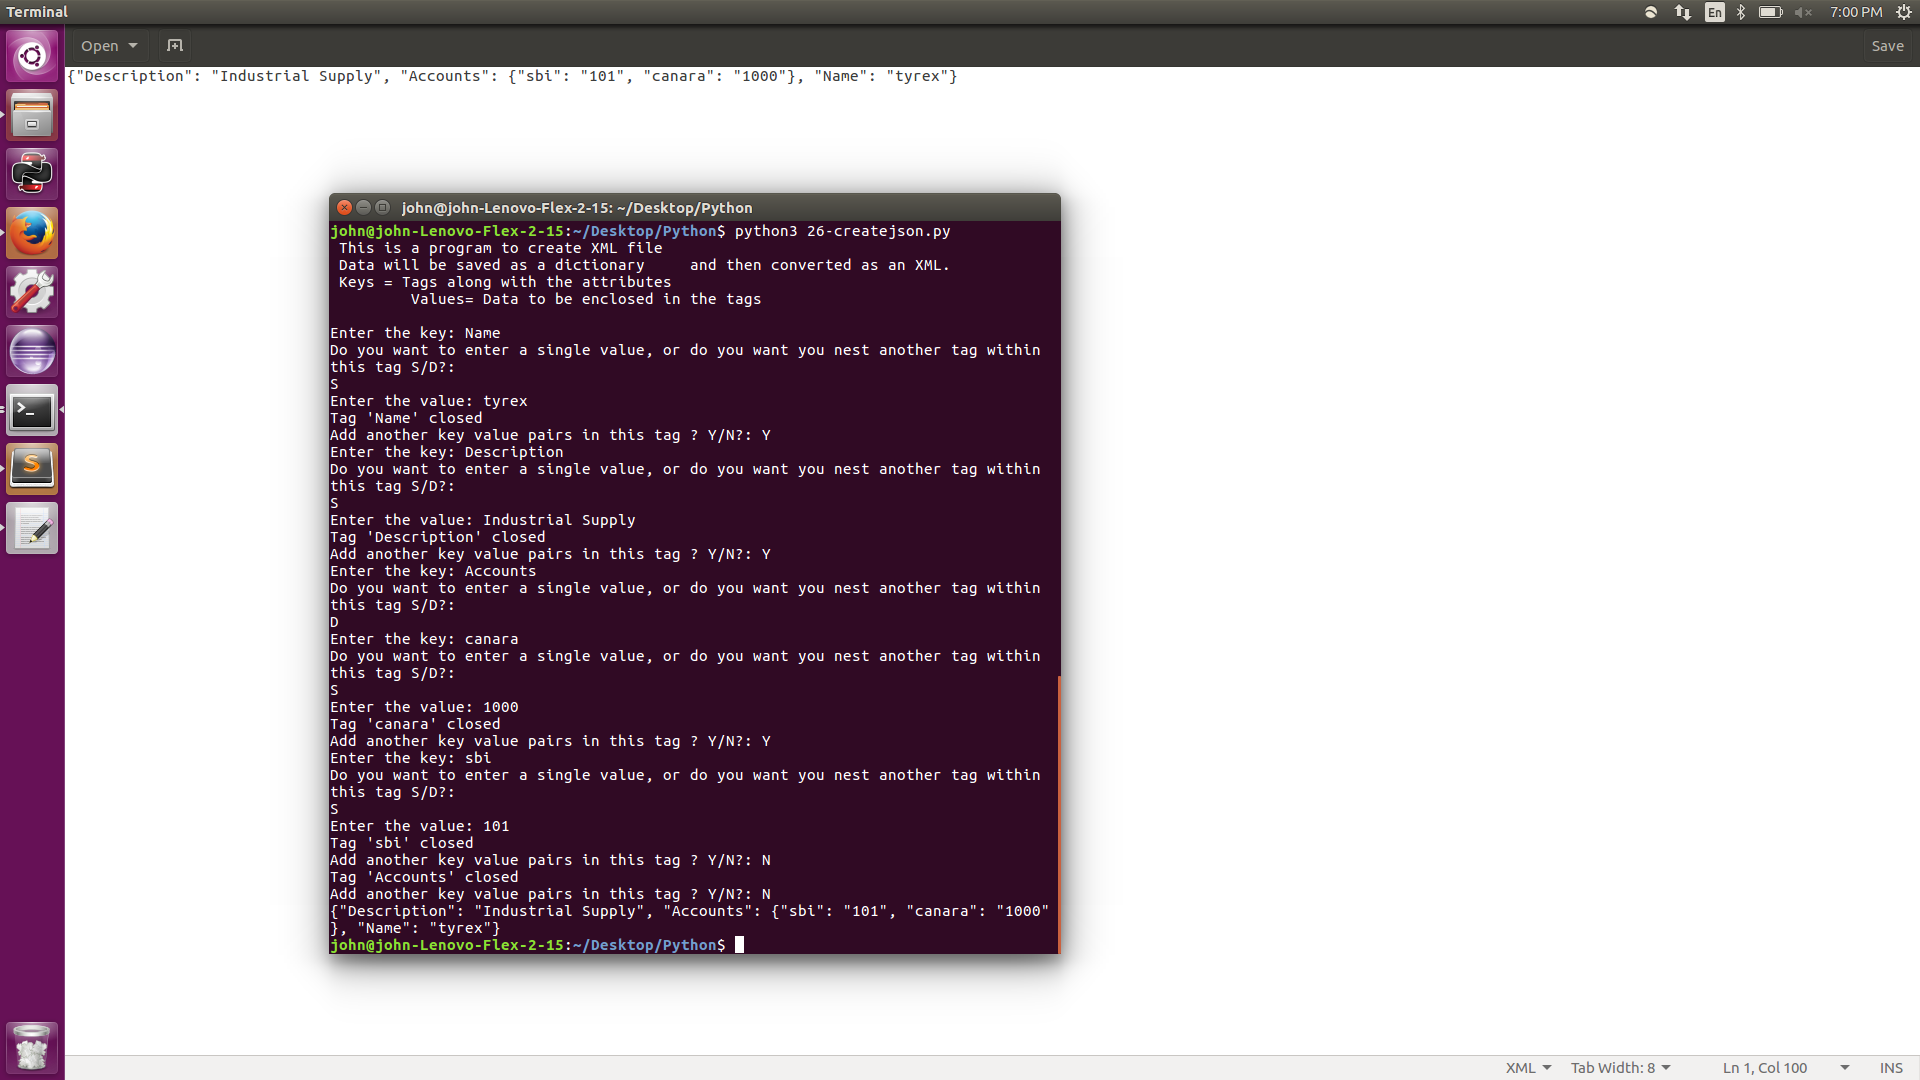 Terminal
En
7:00 PM
Open
Save
{"Description": "Industrial Supply", "Accounts": {"sbi": "101", "canara": "1000"}, "Name": "tyrex"}
john@john-Lenovo-Flex-2-15: ~/Desktop/Python
john@john-Lenovo-Flex-2-15:~/Desktop/Python$ python3 26-createjson.py
This is a program to create XML file
Data will be saved as a dictionary     and then converted as an XML.
Keys = Tags along with the attributes
Values= Data to be enclosed in the tags
Enter the key: Name
Do you want to enter a single value, or do you want you nest another tag within
this tag S/D?:
S
Enter the value: tyrex
Tag 'Name' closed
Add another key value pairs in this tag ? Y/N?: Y
Enter the key: Description
Do you want to enter a single value, or do you want you nest another tag within
this tag S/D?:
S
Enter the value: Industrial Supply
Tag 'Description' closed
Add another key value pairs in this tag ? Y/N?: Y
Enter the key: Accounts
Do you want to enter a single value, or do you want you nest another tag within
this tag S/D?:
D
Enter the key: canara
Do you want to enter a single value, or do you want you nest another tag within
this tag S/D?:
S
Enter the value: 1000
Tag 'canara' closed
Add another key value pairs in this tag ? Y/N?: Y
Enter the key: sbi
Do you want to enter a single value, or do you want you nest another tag within
this tag S/D?:
S
Enter the value: 101
Tag 'sbi' closed
Add another key value pairs in this tag ? Y/N?: N
Tag 'Accounts' closed
Add another key value pairs in this tag ? Y/N?: N
{"Description": "Industrial Supply", "Accounts": {"sbi": "101", "canara": "1000"
}, "Name": "tyrex"}
john@john-Lenovo-Flex-2-15:~/Desktop/Python$
XML
Tab Width: 8
Ln 1, Col 100
INS